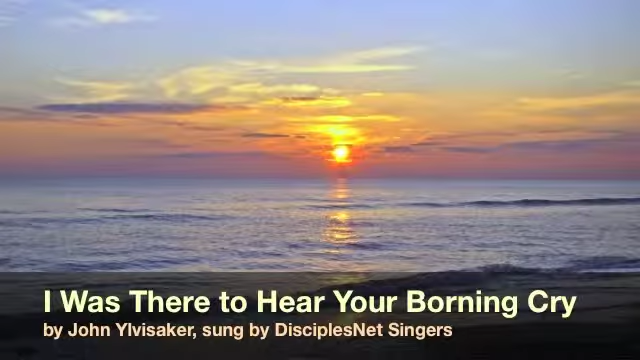 I Was There to Hear Your Borning Cry
by John Ylvisaker, sung by DisciplesNet Singers